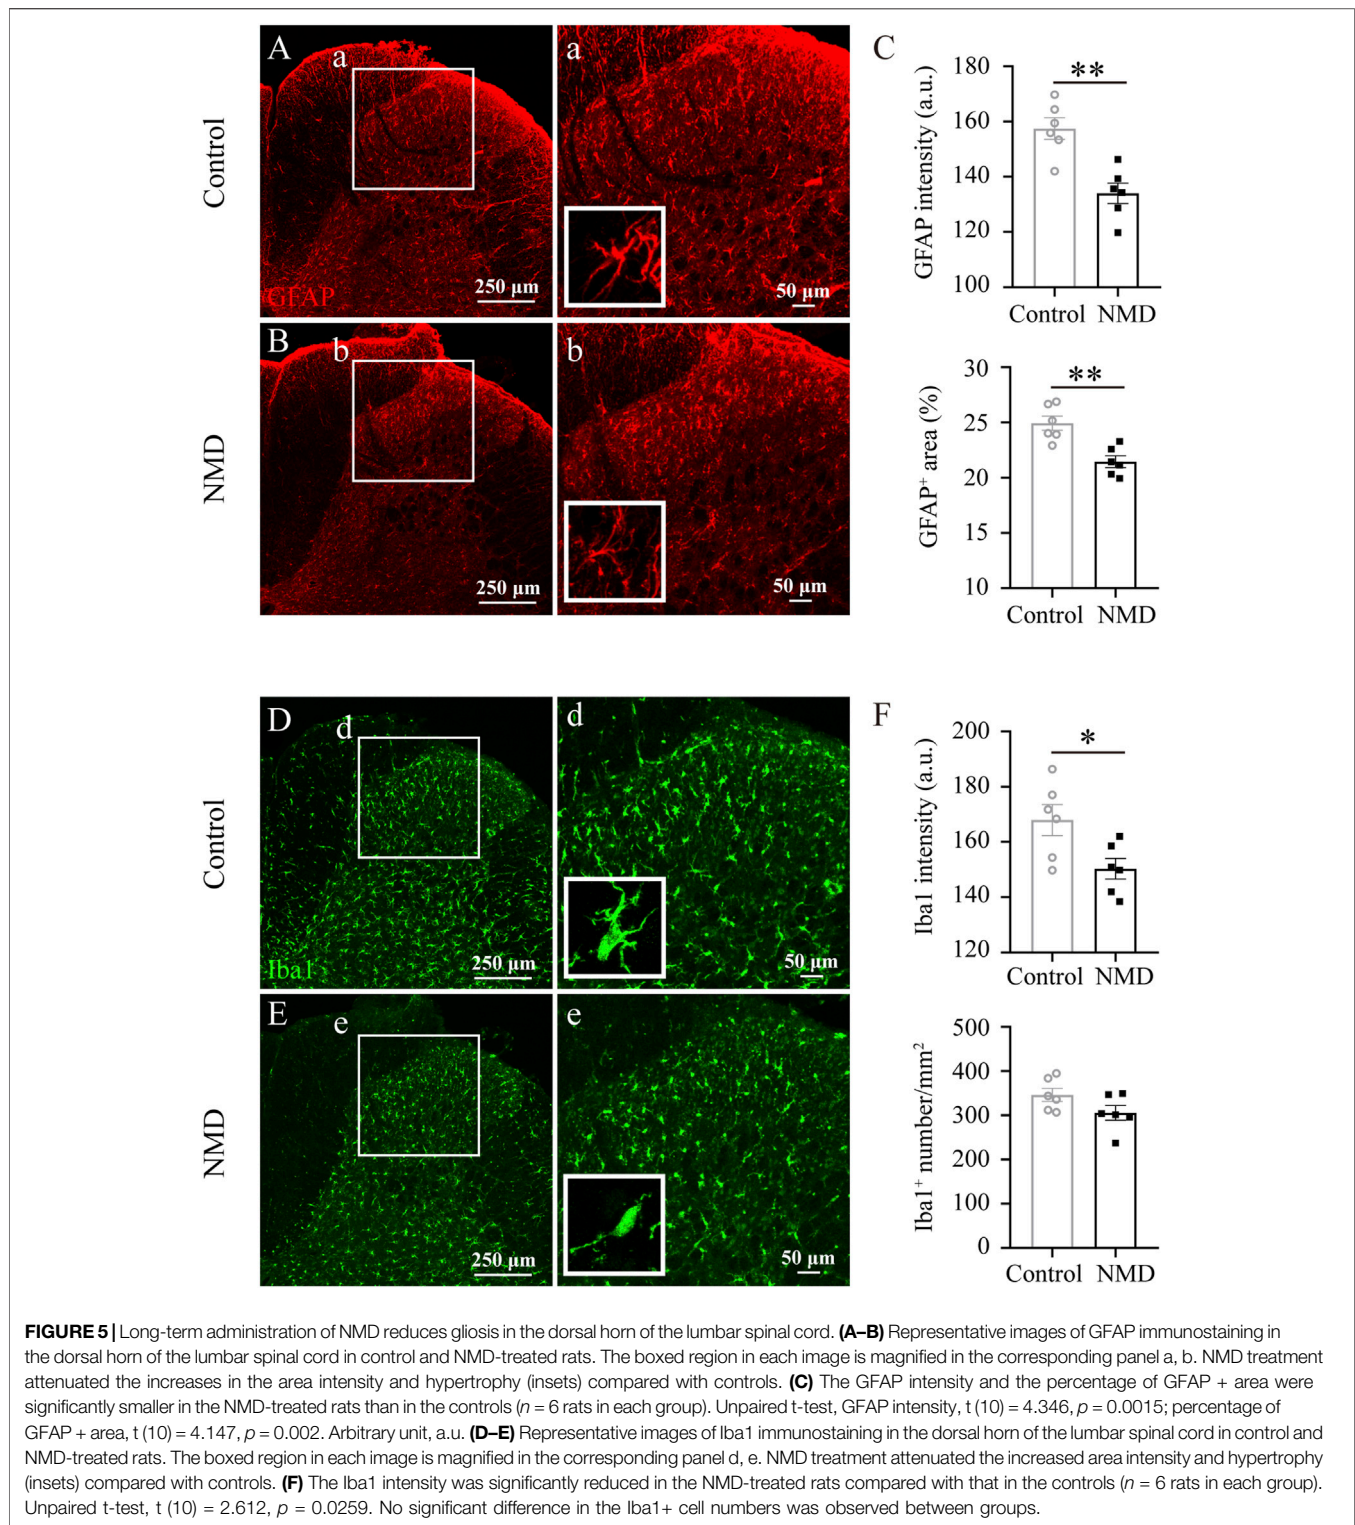 A
a
a
C
Control
GFAP
250 µm
50 µm
GFAP intensity (a.u.)
180
160
140
120
100
**
Control NMD
B
b
b
NMD
250 µm
50 µm
GFAP+ area (%)
30
25
20
15
10
**
Control NMD
D
d
d
F
Control
Iba1
250 µm
50 µm
Iba1 intensity (a.u.)
200
180
160
140
120
*
Control NMD
E
e
e
NMD
250 µm
50 µm
Iba1+ number/mm2
500
400
300
200
100
0
Control NMD
FIGURE 5 | Long-term administration of NMD reduces gliosis in the dorsal horn of the lumbar spinal cord. (A–B) Representative images of GFAP immunostaining in
the dorsal horn of the lumbar spinal cord in control and NMD-treated rats. The boxed region in each image is magnified in the corresponding panel a, b. NMD treatment
attenuated the increases in the area intensity and hypertrophy (insets) compared with controls. (C) The GFAP intensity and the percentage of GFAP + area were
significantly smaller in the NMD-treated rats than in the controls (n = 6 rats in each group). Unpaired t-test, GFAP intensity, t (10) = 4.346, p = 0.0015; percentage of
GFAP + area, t (10) = 4.147, p = 0.002. Arbitrary unit, a.u. (D–E) Representative images of Iba1 immunostaining in the dorsal horn of the lumbar spinal cord in control and
NMD-treated rats. The boxed region in each image is magnified in the corresponding panel d, e. NMD treatment attenuated the increased area intensity and hypertrophy
(insets) compared with controls. (F) The Iba1 intensity was significantly reduced in the NMD-treated rats compared with that in the controls (n = 6 rats in each group).
Unpaired t-test, t (10) = 2.612, p = 0.0259. No significant difference in the Iba1+ cell numbers was observed between groups.